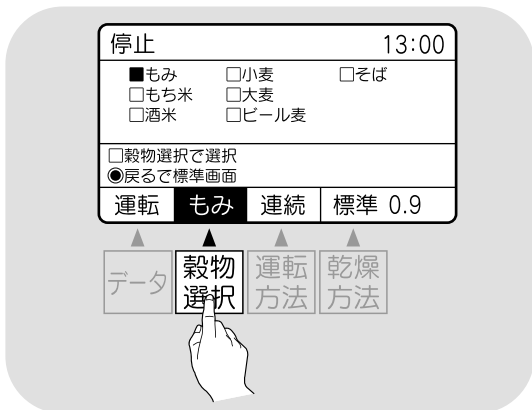 停止 13:00
■もみ □小麦 □そば
□もち米 □大麦
□酒米 □ビール麦
□穀物選択で選択
◉戻るで標準画面
運転 もみ 連続 標準 0.9
データ 穀物選択 運転方法 乾燥方法